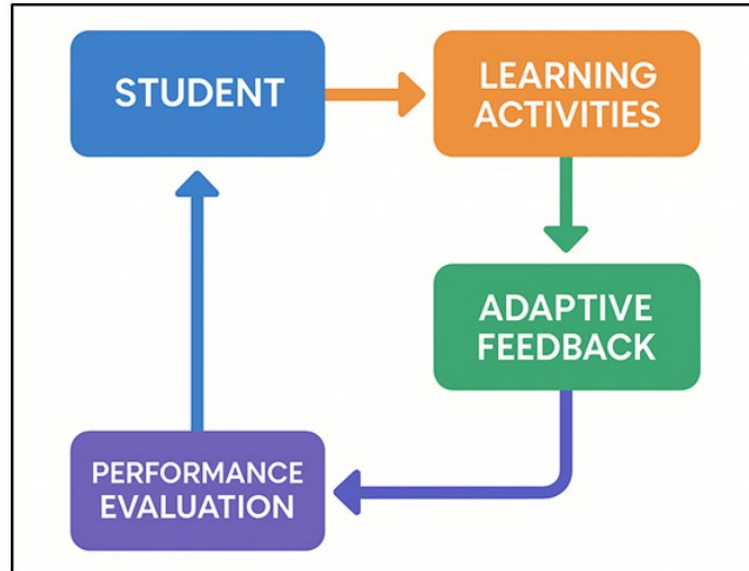 STUDENT
LEARNING
ACTIVITIES
ADAPTIVE
FEEDBACK
PERFORMANCE
EVALUATION